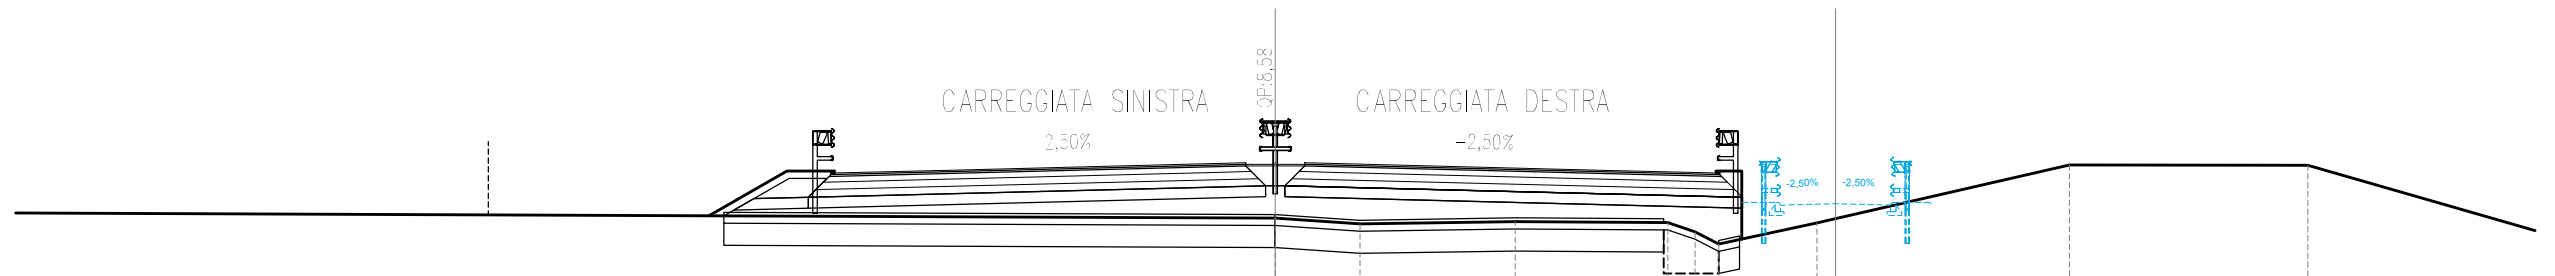 QP:8,58
CARREGGIATA SINISTRA
CARREGGIATA DESTRA
2,50%
-2,50%
-2,50%
-2,50%